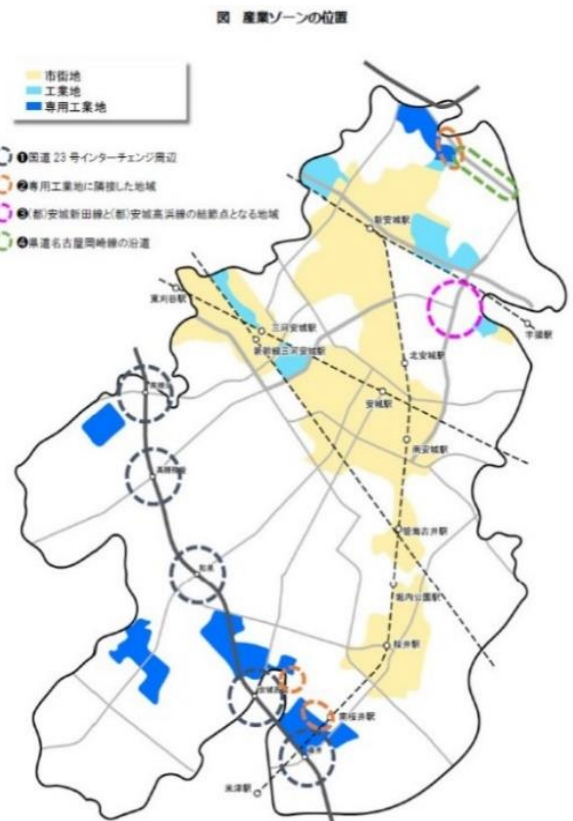 図 産業ゾーンの位置
市街地
工業地
専用工業地
❶国道 23 号インターチェンジ周辺
❷専用工業地に隣接した地域
❸(都)安城新田線と(都)安城高浜線の結節点となる地域
❹県道名古屋岡崎線の沿道
新安城駅
東刈谷駅
宇頭駅
三河安城駅
新幹線三河安城駅
北安城駅
安城駅
南安城駅
碧海古井駅
堀内公園駅
桜井駅
南桜井駅
米津駅